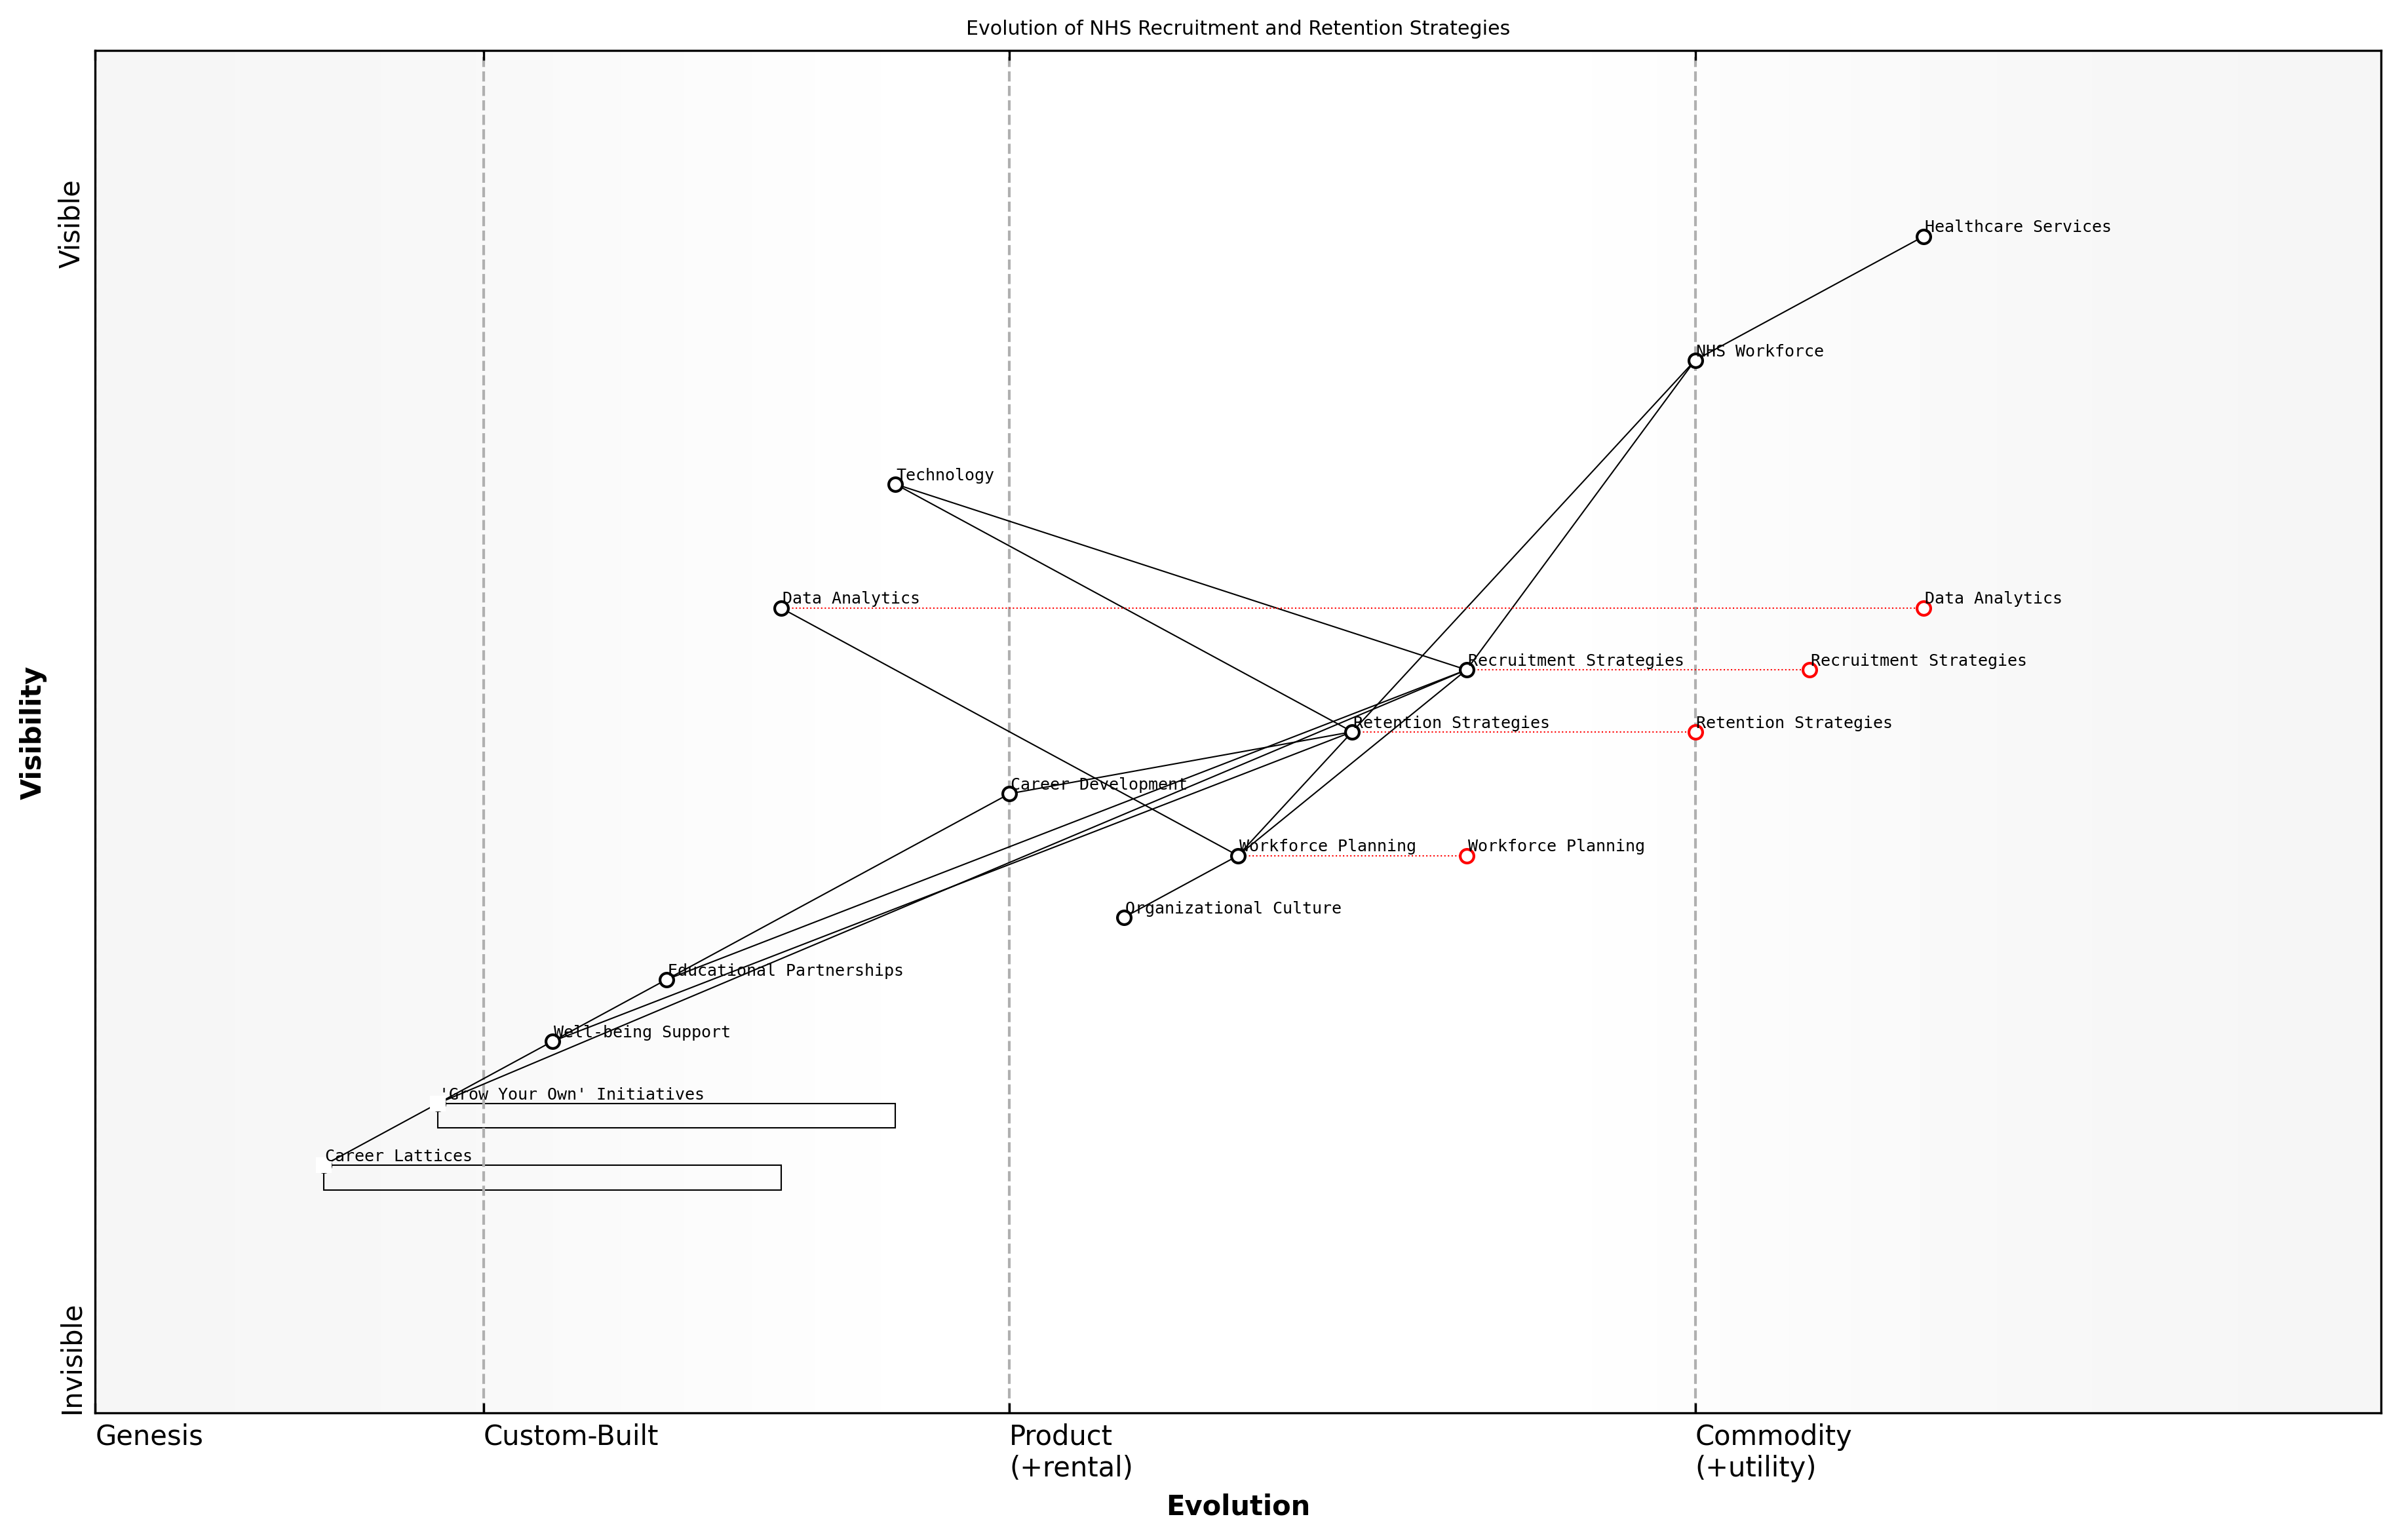 Evolution of NHS Recruitment and Retention Strategies
Visible
Healthcare Services
NHS Workforce
Technology
Data Analytics
Data Analytics
Recruitment Strategies
Recruitment Strategies
Retention Strategies
Retention Strategies
Visibility
Career Development
Workforce Planning
Workforce Planning
Organizational Culture
Educational Partnerships
Well-being Support
'Grow Your Own' Initiatives
Career Lattices
Invisible
Genesis
Custom-Built
Product
(+rental)
Commodity
(+utility)
Evolution